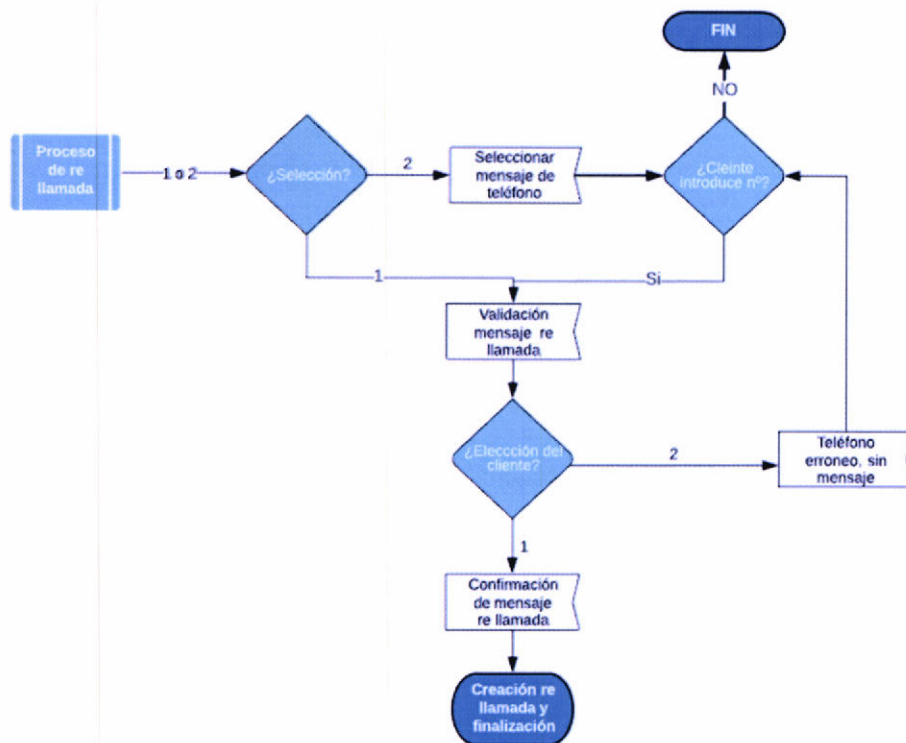 FIN
NO
Proceso
de re
llamada
1 o 2
¿Selección?
2
Seleccionar
mensaje de
teléfono
¿Cleinte
introduce nº?
1
Si
Validación
mensaje re
llamada
¿Eleccción del
cliente?
2
Teléfono
erroneo, sin
mensaje
1
Confirmación
de mensaje
re llamada
Creación re
llamada y
finalización